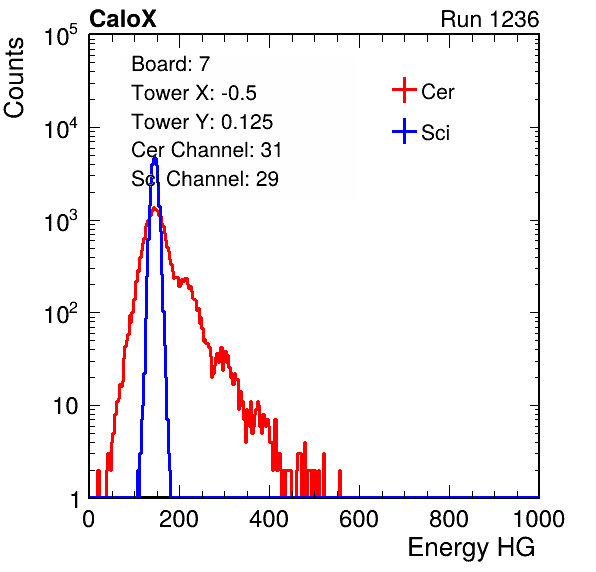 CaloX Run 1236
Counts
10^5
10^4
10^3
10^2
10
1
Board: 7
Tower X: -0.5
Tower Y: 0.125
Cer Channel: 31
Sci Channel: 29
Cer
Sci
0 200 400 600 800 1000
Energy HG